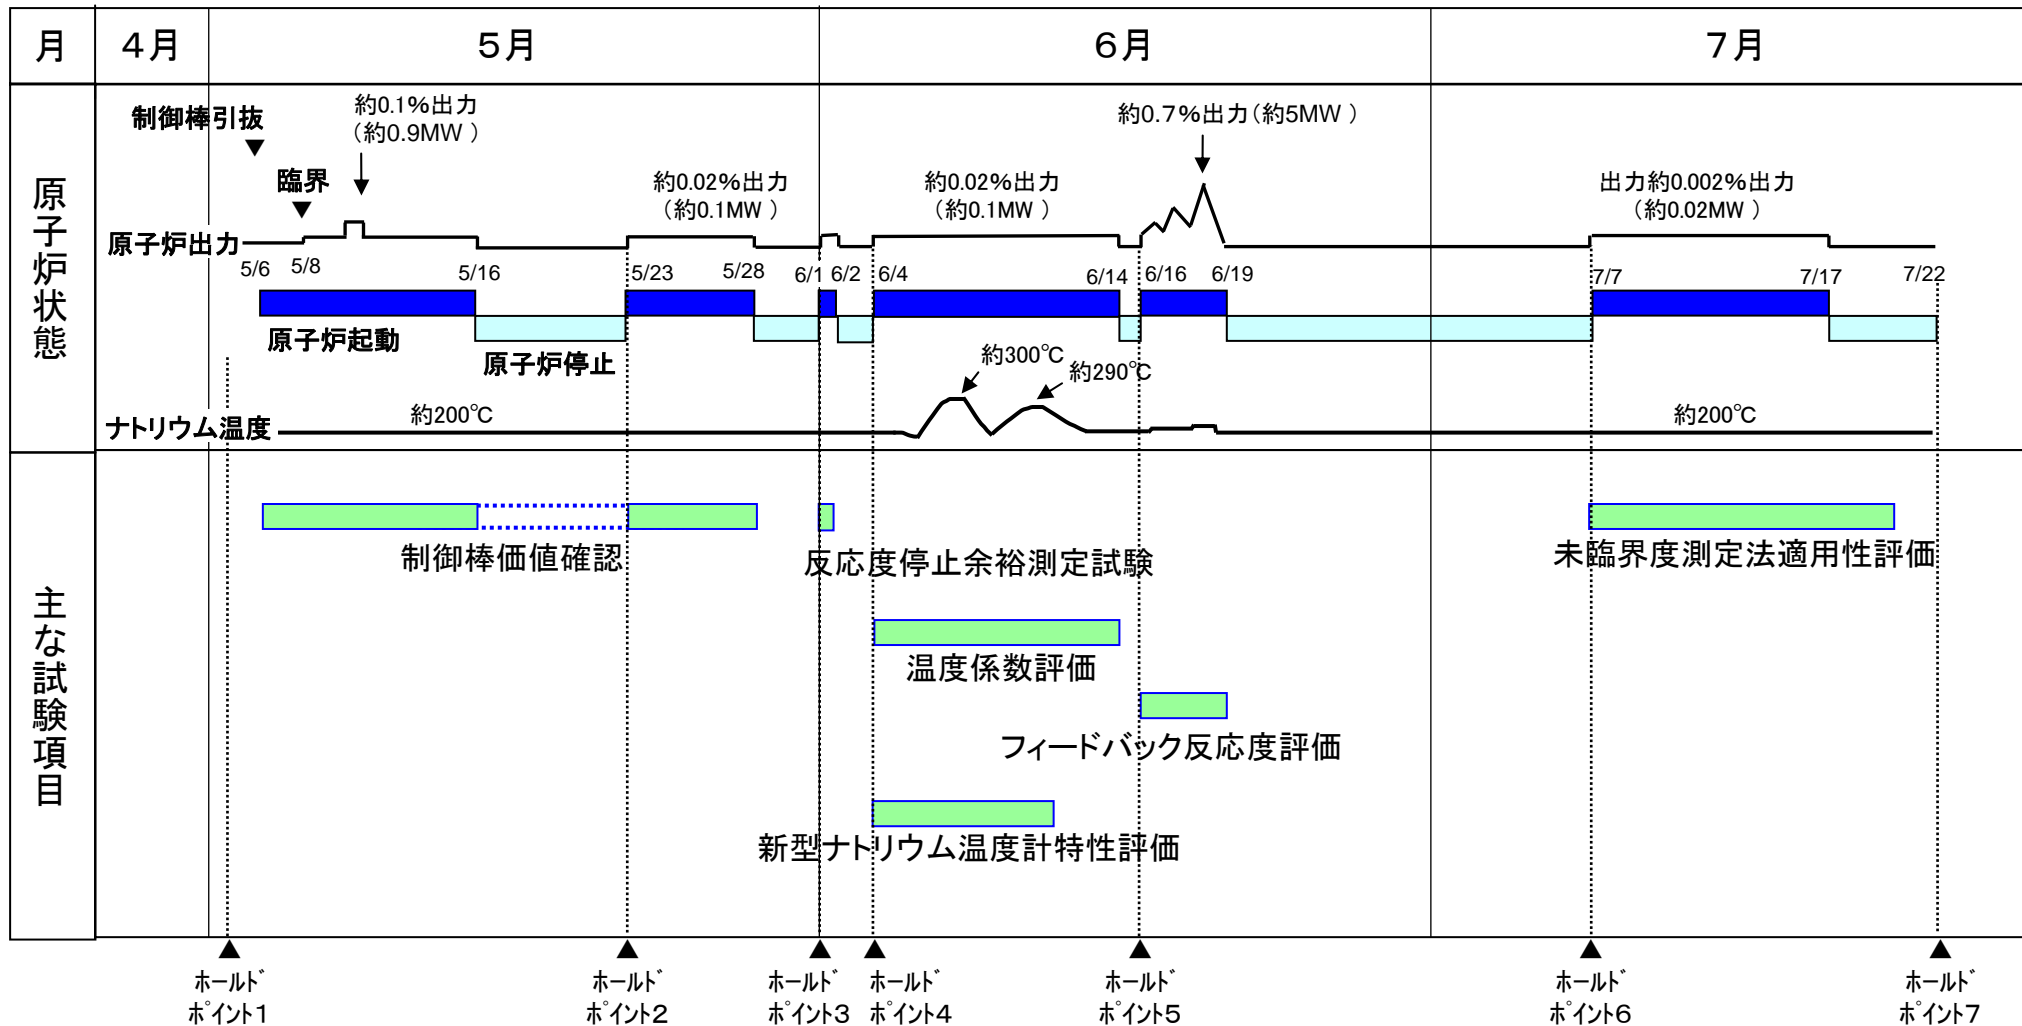 月
４月
５月
６月
７月
原子炉状態
制御棒引抜
約0.1%出力
（約0.9MW ）
約0.7％出力（約5MW ）
臨界
約0.02％出力
（約0.1MW ）
約0.02％出力
（約0.1MW ）
出力約0.002％出力
（約0.02MW ）
原子炉出力
5/6
5/8
5/16
5/23
5/28
6/1
6/2
6/4
6/14
6/16
6/19
7/7
7/17
7/22
原子炉起動
原子炉停止
約300℃
約290℃
ナトリウム温度
約200℃
約200℃
主な試験項目
制御棒価値確認
反応度停止余裕測定試験
未臨界度測定法適用性評価
温度係数評価
フィードバック反応度評価
新型ナトリウム温度計特性評価
ﾎｰﾙﾄﾞ
ﾎﾟｲﾝﾄ１
ﾎｰﾙﾄﾞ
ﾎﾟｲﾝﾄ２
ﾎｰﾙﾄﾞ
ﾎﾟｲﾝﾄ３
ﾎｰﾙﾄﾞ
ﾎﾟｲﾝﾄ４
ﾎｰﾙﾄﾞ
ﾎﾟｲﾝﾄ５
ﾎｰﾙﾄﾞ
ﾎﾟｲﾝﾄ６
ﾎｰﾙﾄﾞ
ﾎﾟｲﾝﾄ７